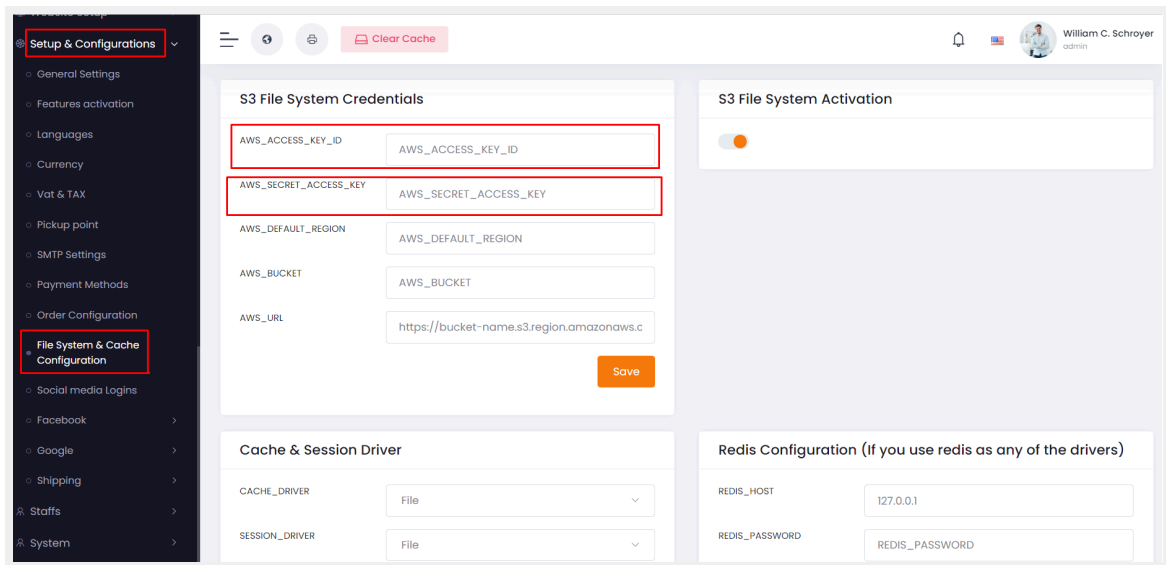 Setup & Configurations
General Settings
Features activation
Languages
Currency
Vat & TAX
Pickup point
SMTP Settings
Payment Methods
Order Configuration
File System & Cache
Configuration
Social media Logins
Facebook
Google
Shipping
Staffs
System
Clear Cache
William C. Schroyer
admin
S3 File System Credentials
AWS_ACCESS_KEY_ID
AWS_ACCESS_KEY_ID
AWS_SECRET_ACCESS_KEY
AWS_SECRET_ACCESS_KEY
AWS_DEFAULT_REGION
AWS_DEFAULT_REGION
AWS_BUCKET
AWS_BUCKET
AWS_URL
https://bucket-name.s3.region.amazonaws.c
Save
S3 File System Activation
Cache & Session Driver
CACHE_DRIVER
File
SESSION_DRIVER
File
Redis Configuration (If you use redis as any of the drivers)
REDIS_HOST
127.0.0.1
REDIS_PASSWORD
REDIS_PASSWORD